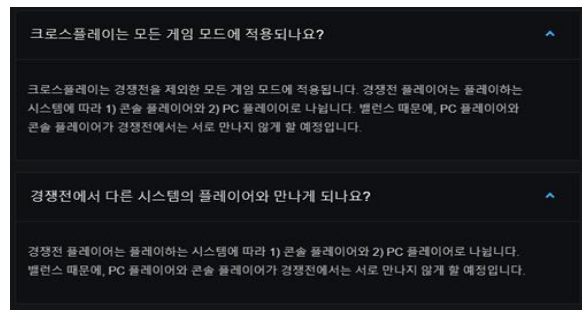 크로스플레이는 모든 게임 모드에 적용되나요?
크로스플레이는 경쟁전을 제외한 모든 게임 모드에 적용됩니다. 경쟁전 플레이어는 플레이하는
시스템에 따라 1) 콘솔 플레이어와 2) PC 플레이어로 나뉩니다. 밸런스 때문에, PC 플레이어와
콘솔 플레이어가 경쟁전에서는 서로 만나지 않게 할 예정입니다.
경쟁전에서 다른 시스템의 플레이어와 만나게 되나요?
경쟁전 플레이어는 플레이하는 시스템에 따라 1) 콘솔 플레이어와 2) PC 플레이어로 나뉩니다.
밸런스 때문에, PC 플레이어와 콘솔 플레이어가 경쟁전에서는 서로 만나지 않게 할 예정입니다.